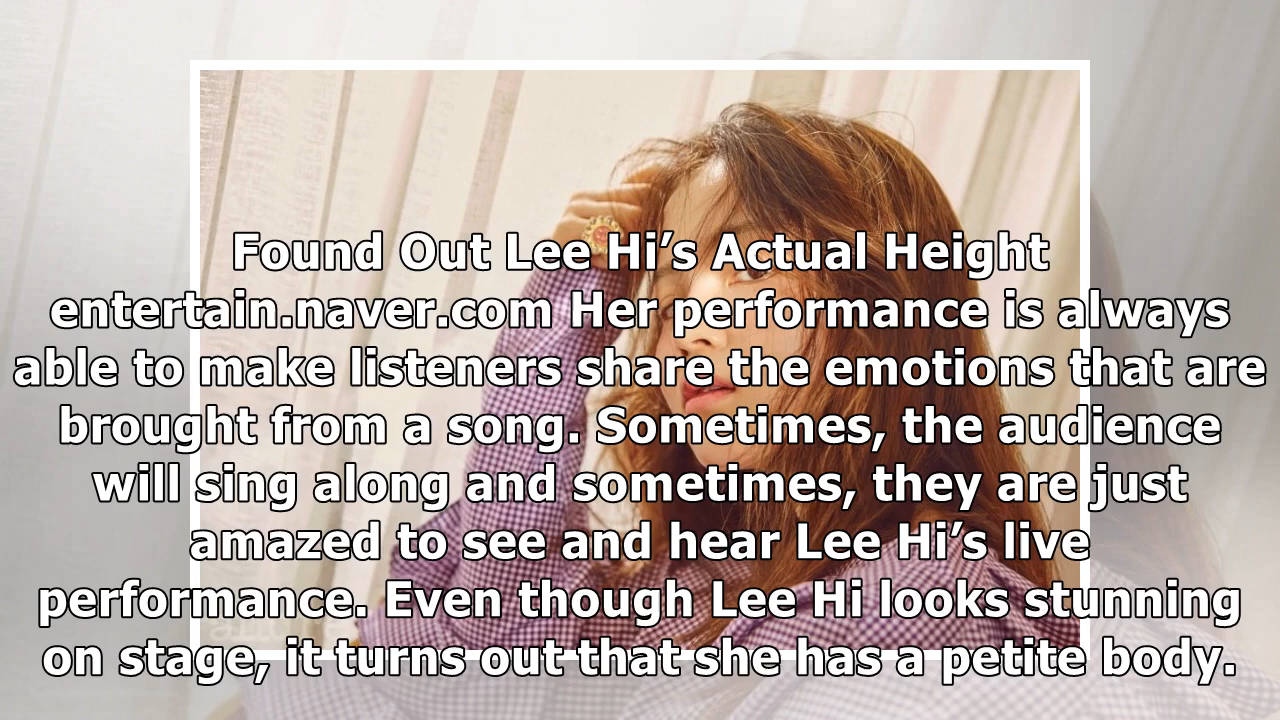 Found Out Lee Hi’s Actual Height
entertain.naver.com Her performance is always
able to make listeners share the emotions that are
brought from a song. Sometimes, the audience
will sing along and sometimes, they are just
amazed to see and hear Lee Hi’s live
performance. Even though Lee Hi looks stunning
on stage, it turns out that she has a petite body.